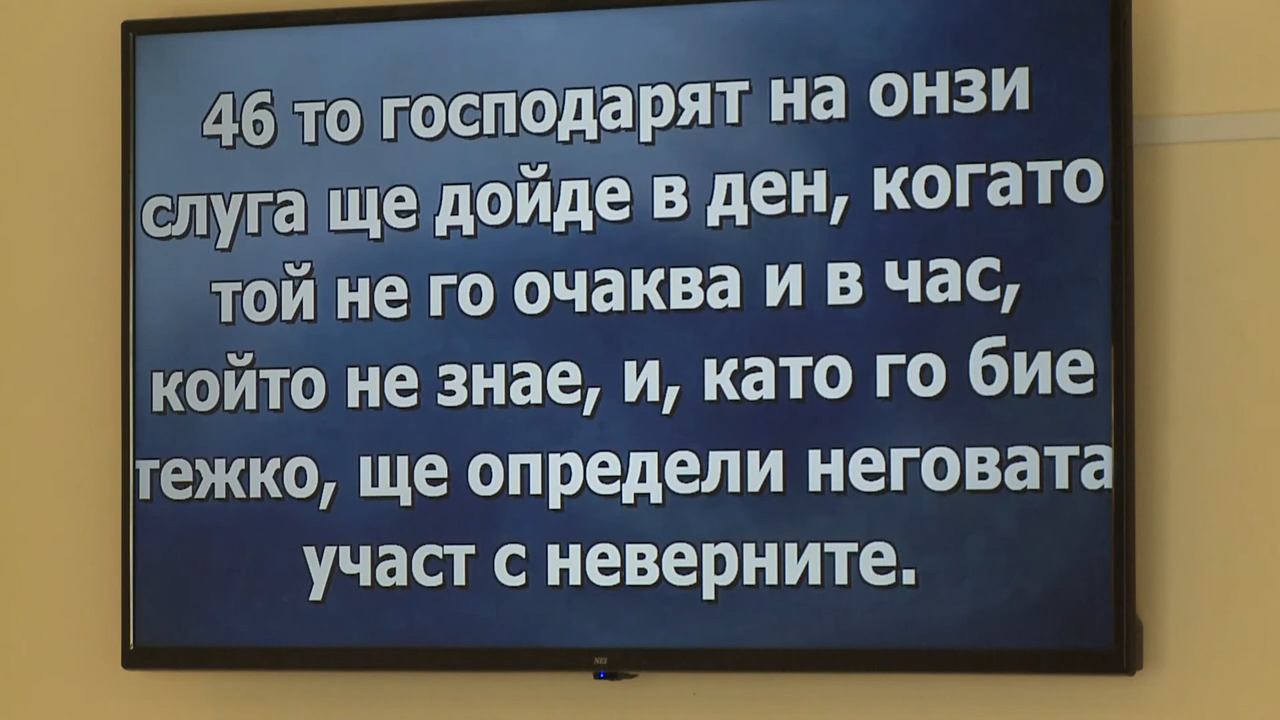 46 то господарят на онзи
слуга ще дойде в ден, когато
той не го очаква и в час,
който не знае, и, като го бие
тежко, ще определи неговата
участ с неверните.
NEI